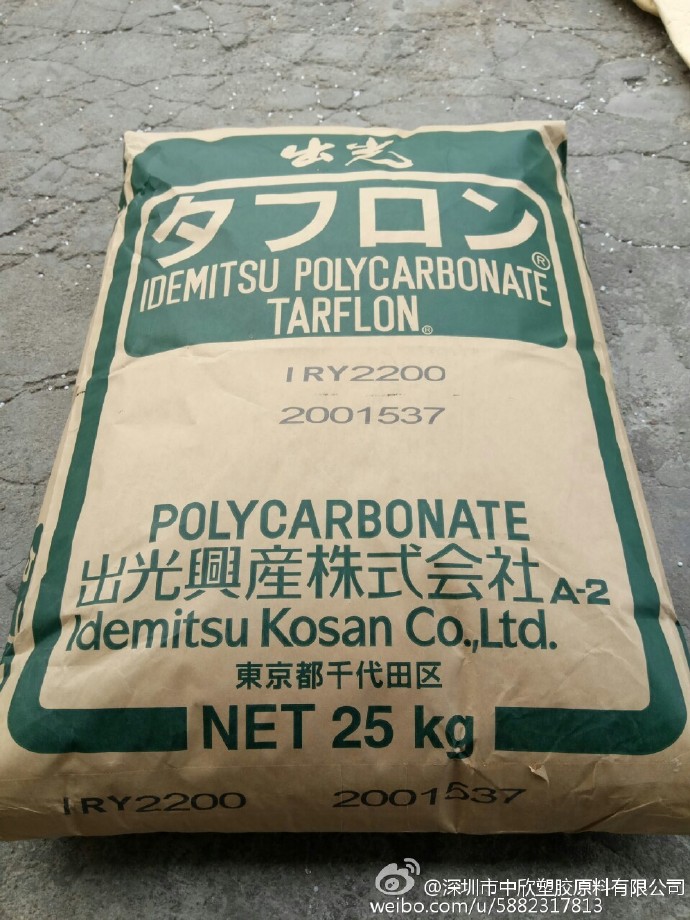 出光
タフロン®
IDEMITSU POLYCARBONATE
TARFLON®
IRY2200
2001537
POLYCARBONATE
出光興産株式会社 A-2
Idemitsu Kosan Co.,Ltd.
東京都千代田区
NET 25 kg
IRY2200 2001537
@深圳市中欣塑胶原料有限公司
weibo.com/u/5882317813